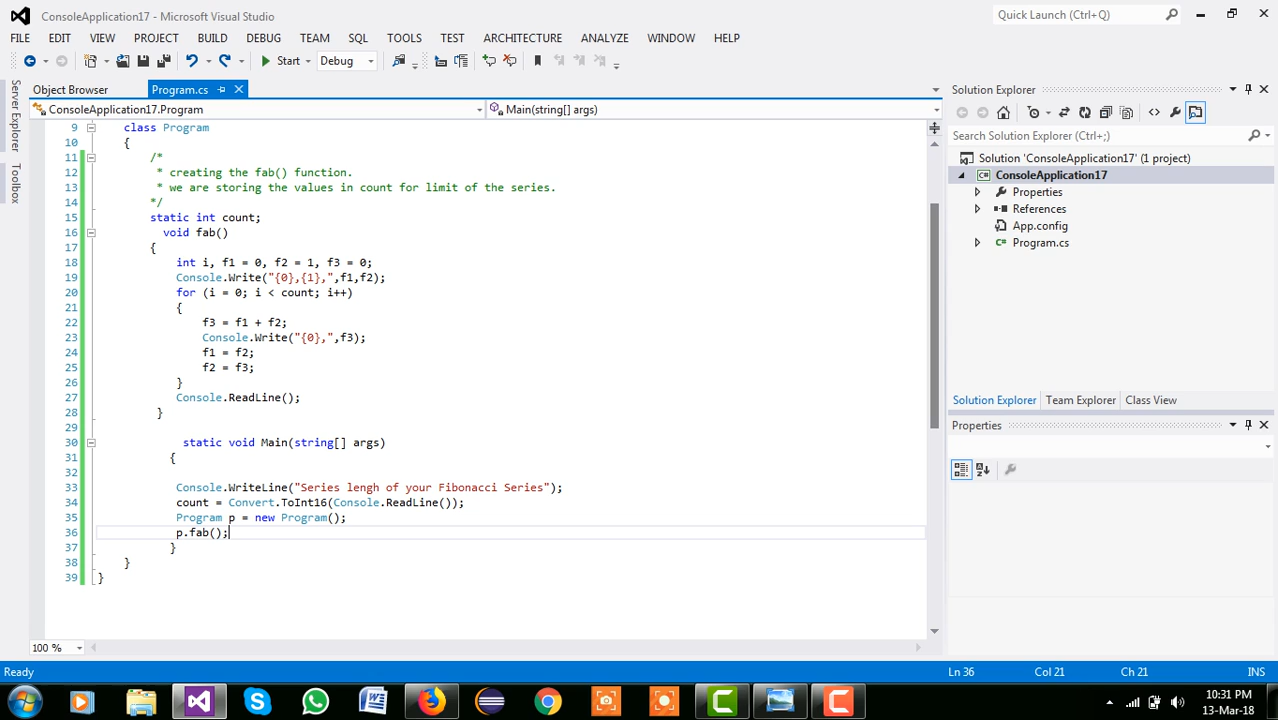 ConsoleApplication17 - Microsoft Visual Studio
Quick Launch (Ctrl+Q)
FILE EDIT VIEW PROJECT BUILD DEBUG TEAM SQL TOOLS TEST ARCHITECTURE ANALYZE WINDOW HELP
Start Debug
Server Explorer
Toolbox
Object Browser Program.cs
ConsoleApplication17.Program Main(string[] args)
9 class Program
10 {
11 /*
12 * creating the fab() function.
13 * we are storing the values in count for limit of the series.
14 */
15 static int count;
16 void fab()
17 {
18 int i, f1 = 0, f2 = 1, f3 = 0;
19 Console.Write("{0},{1},",f1,f2);
20 for (i = 0; i < count; i++)
21 {
22 f3 = f1 + f2;
23 Console.Write("{0},",f3);
24 f1 = f2;
25 f2 = f3;
26 }
27 Console.ReadLine();
28 }
29
30 static void Main(string[] args)
31 {
32
33 Console.WriteLine("Series lengh of your Fibonacci Series");
34 count = Convert.ToInt16(Console.ReadLine());
35 Program p = new Program();
36 p.fab();
37 }
38 }
39 }
100 %
Solution Explorer
Search Solution Explorer (Ctrl+;)
Solution 'ConsoleApplication17' (1 project)
C# ConsoleApplication17
Properties
References
App.config
C# Program.cs
Solution Explorer Team Explorer Class View
Properties
Ready Ln 36 Col 21 Ch 21 INS
10:31 PM
13-Mar-18